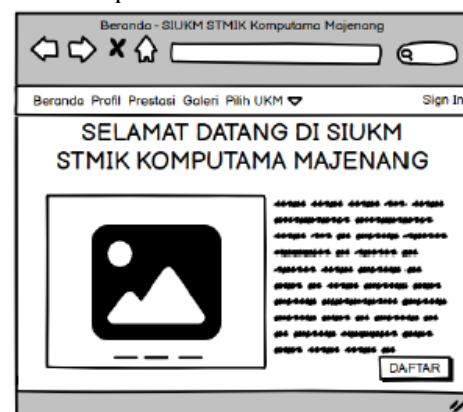 Beranda - SIUKM STMIK Komputama Majenang
Beranda Profil Prestasi Galeri Pilih UKM Sign In
SELAMAT DATANG DI SIUKM
STMIK KOMPUTAMA MAJENANG
DAFTAR